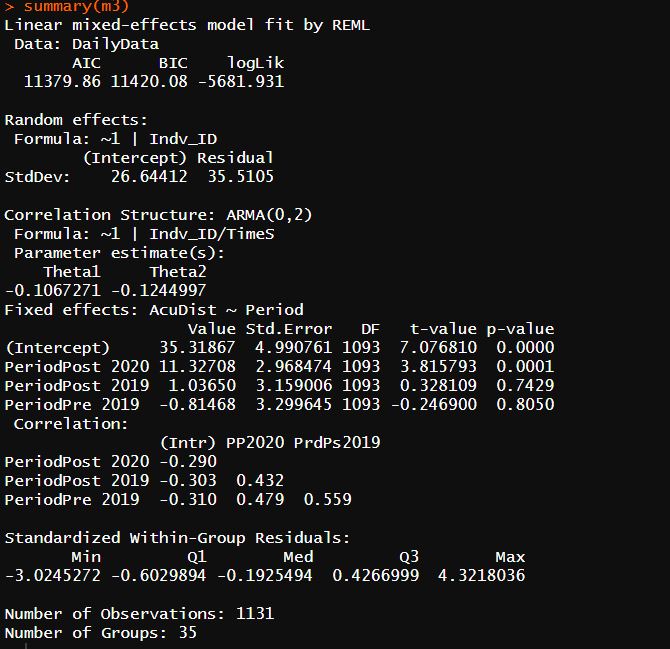 > summary(m3)
Linear mixed-effects model fit by REML
 Data: DailyData
       AIC      BIC    logLik
  11379.86 11420.08 -5681.931

Random effects:
 Formula: ~1 | Indv_ID
        (Intercept) Residual
StdDev:    26.64412  35.5105

Correlation Structure: ARMA(0,2)
 Formula: ~1 | Indv_ID/TimeS
 Parameter estimate(s):
    Theta1     Theta2
-0.1067271 -0.1244997
Fixed effects: AcuDist ~ Period
                    Value Std.Error   DF   t-value p-value
(Intercept)      35.31867  4.990761 1093  7.076810  0.0000
PeriodPost 2020  11.32708  2.968474 1093  3.815793  0.0001
PeriodPost 2019   1.03650  3.159006 1093  0.328109  0.7429
PeriodPre 2019   -0.81468  3.299645 1093 -0.246900  0.8050
 Correlation:
                (Intr) PP2020 PrdPs2019
PeriodPost 2020 -0.290
PeriodPost 2019 -0.303  0.432
PeriodPre 2019  -0.310  0.479  0.559

Standardized Within-Group Residuals:
       Min         Q1        Med         Q3        Max
-3.0245272 -0.6029894 -0.1925494  0.4266999  4.3218036

Number of Observations: 1131
Number of Groups: 35